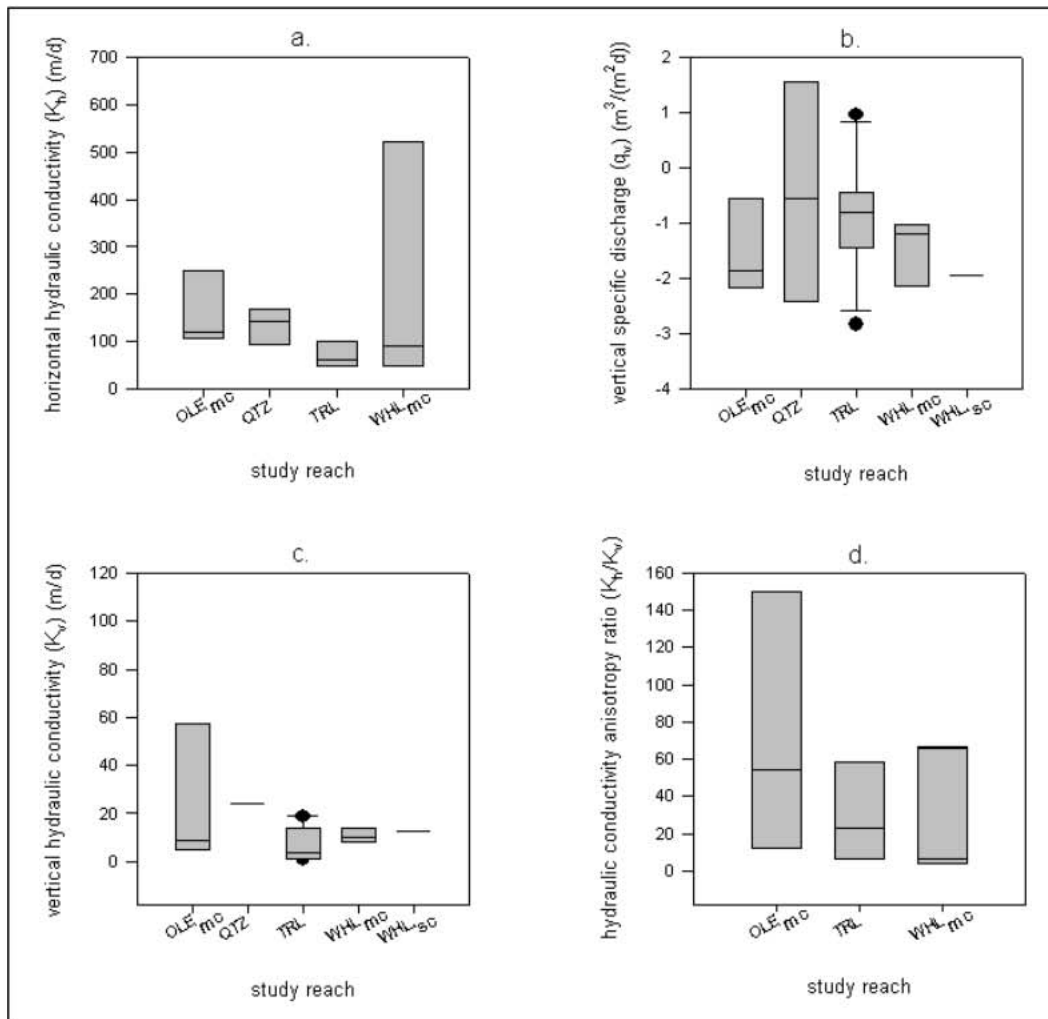 a.
horizontal hydraulic conductivity (Kh) (m/d)
700
600
500
400
300
200
100
0
OLEmc
QTZ
TRL
WHLmc
study reach
b.
vertical specific discharge (qv) (m³/(m²d))
2
1
0
-1
-2
-3
-4
OLEmc
QTZ
TRL
WHLmc
WHLsc
study reach
c.
vertical hydraulic conductivity (Kv) (m/d)
120
100
80
60
40
20
0
OLEmc
QTZ
TRL
WHLmc
WHLsc
study reach
d.
hydraulic conductivity anisotropy ratio (Kh/Kv)
160
140
120
100
80
60
40
20
0
OLEmc
TRL
WHLmc
study reach